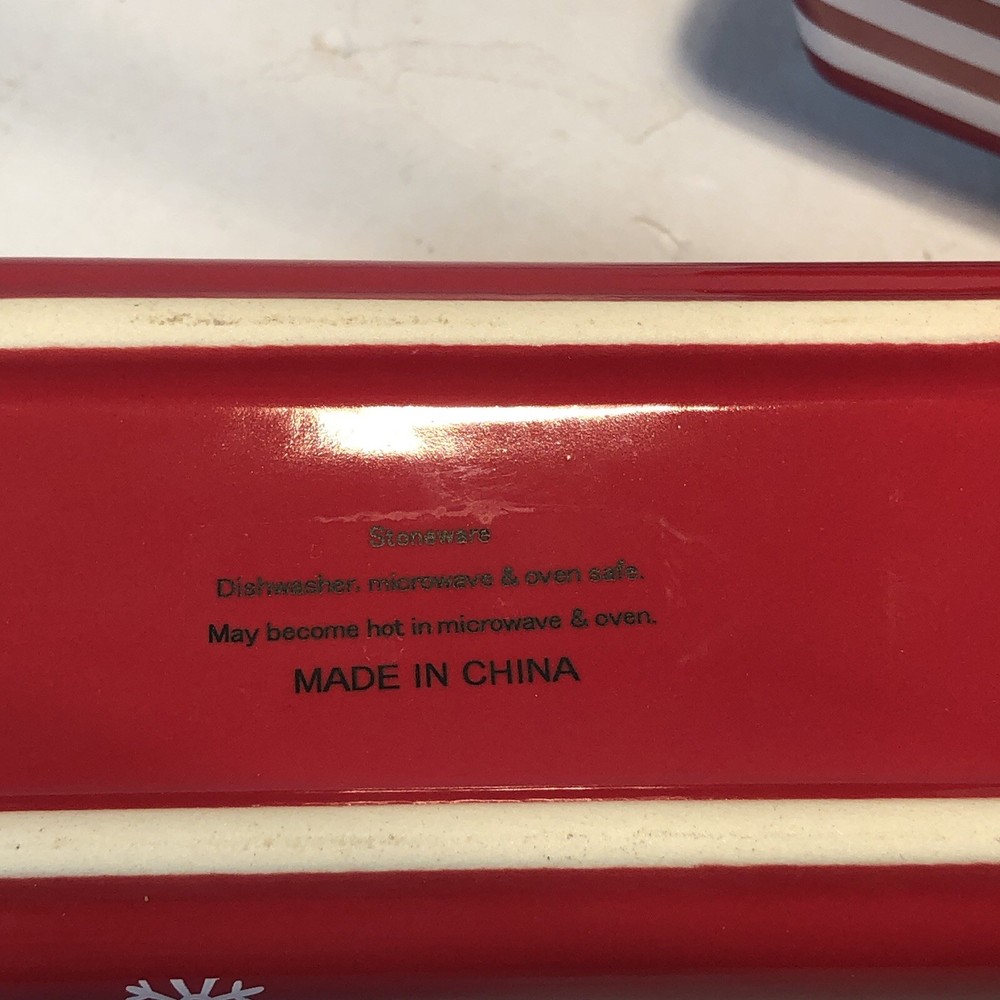 Stoneware
Dishwasher, microwave & oven safe.
May become hot in microwave & oven.
MADE IN CHINA